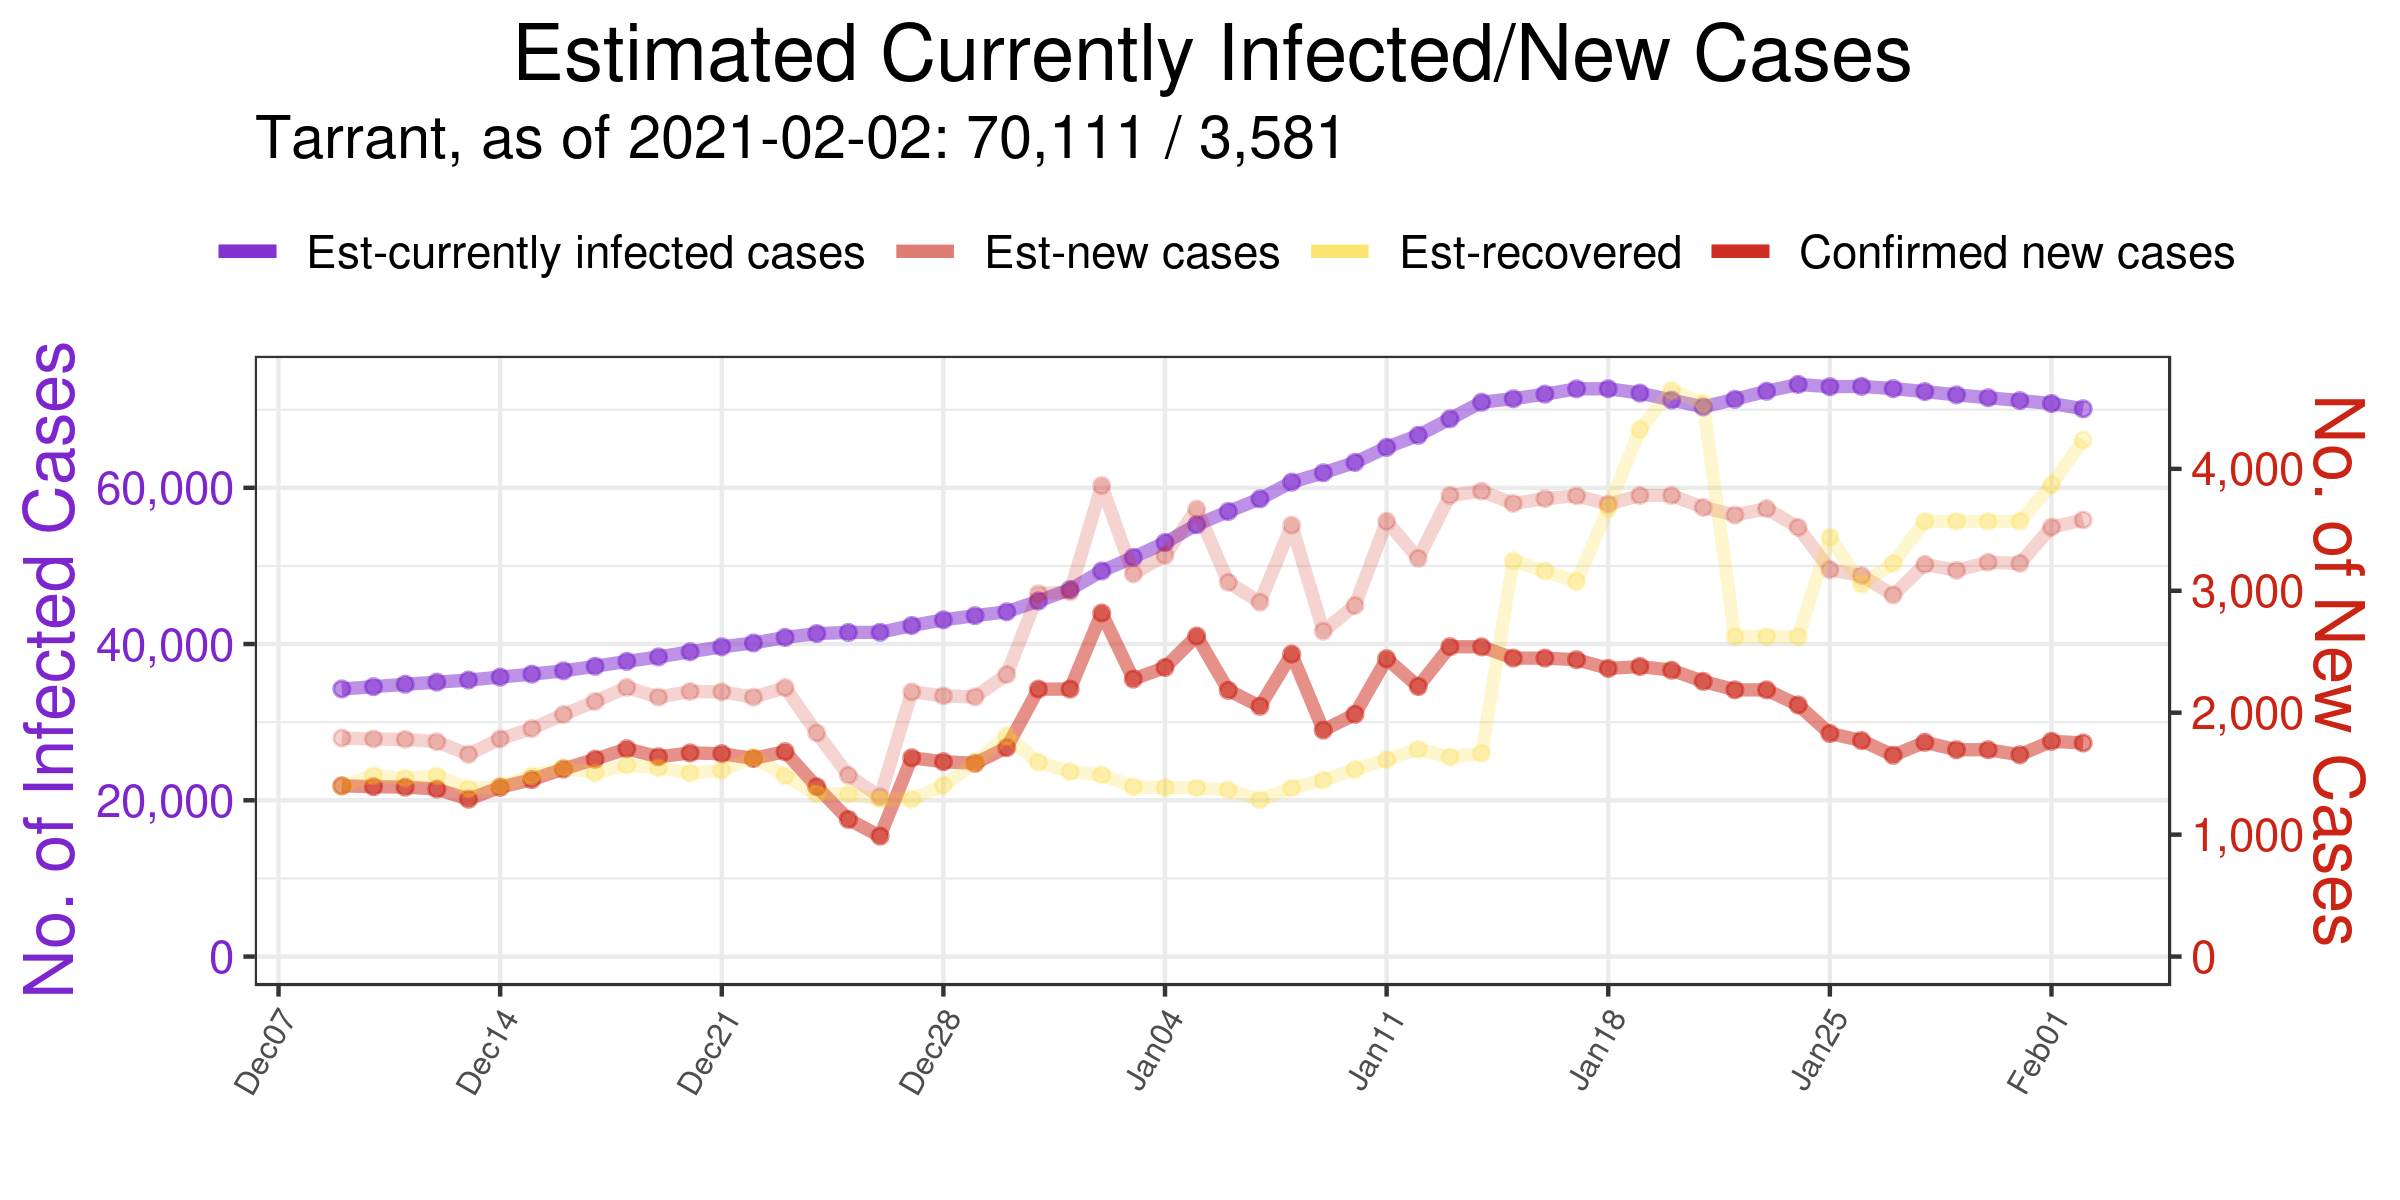 Estimated Currently Infected/New Cases
Tarrant, as of 2021-02-02: 70,111 / 3,581
Est-currently infected cases
Est-new cases
Est-recovered
Confirmed new cases
No. of Infected Cases
60,000
40,000
20,000
0
4,000
3,000
2,000
1,000
0
No. of New Cases
Dec07
Dec14
Dec21
Dec28
Jan04
Jan11
Jan18
Jan25
Feb01